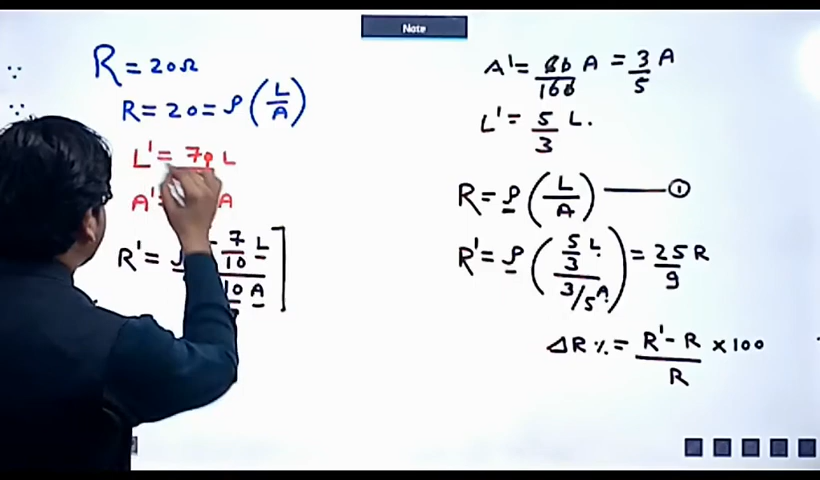 Note
R = 20Ω
R = 20 = ρ (L/A)
L' = 70 L
A' = A
R' = 7/10 L / 10 A
A' = 60/100 A = 3/5 A
L' = 5/3 L.
R = ρ (L/A) —— ①
R' = ρ (5/3 L / 3/5 A) = 25/9 R
ΔR % = R' - R / R × 100